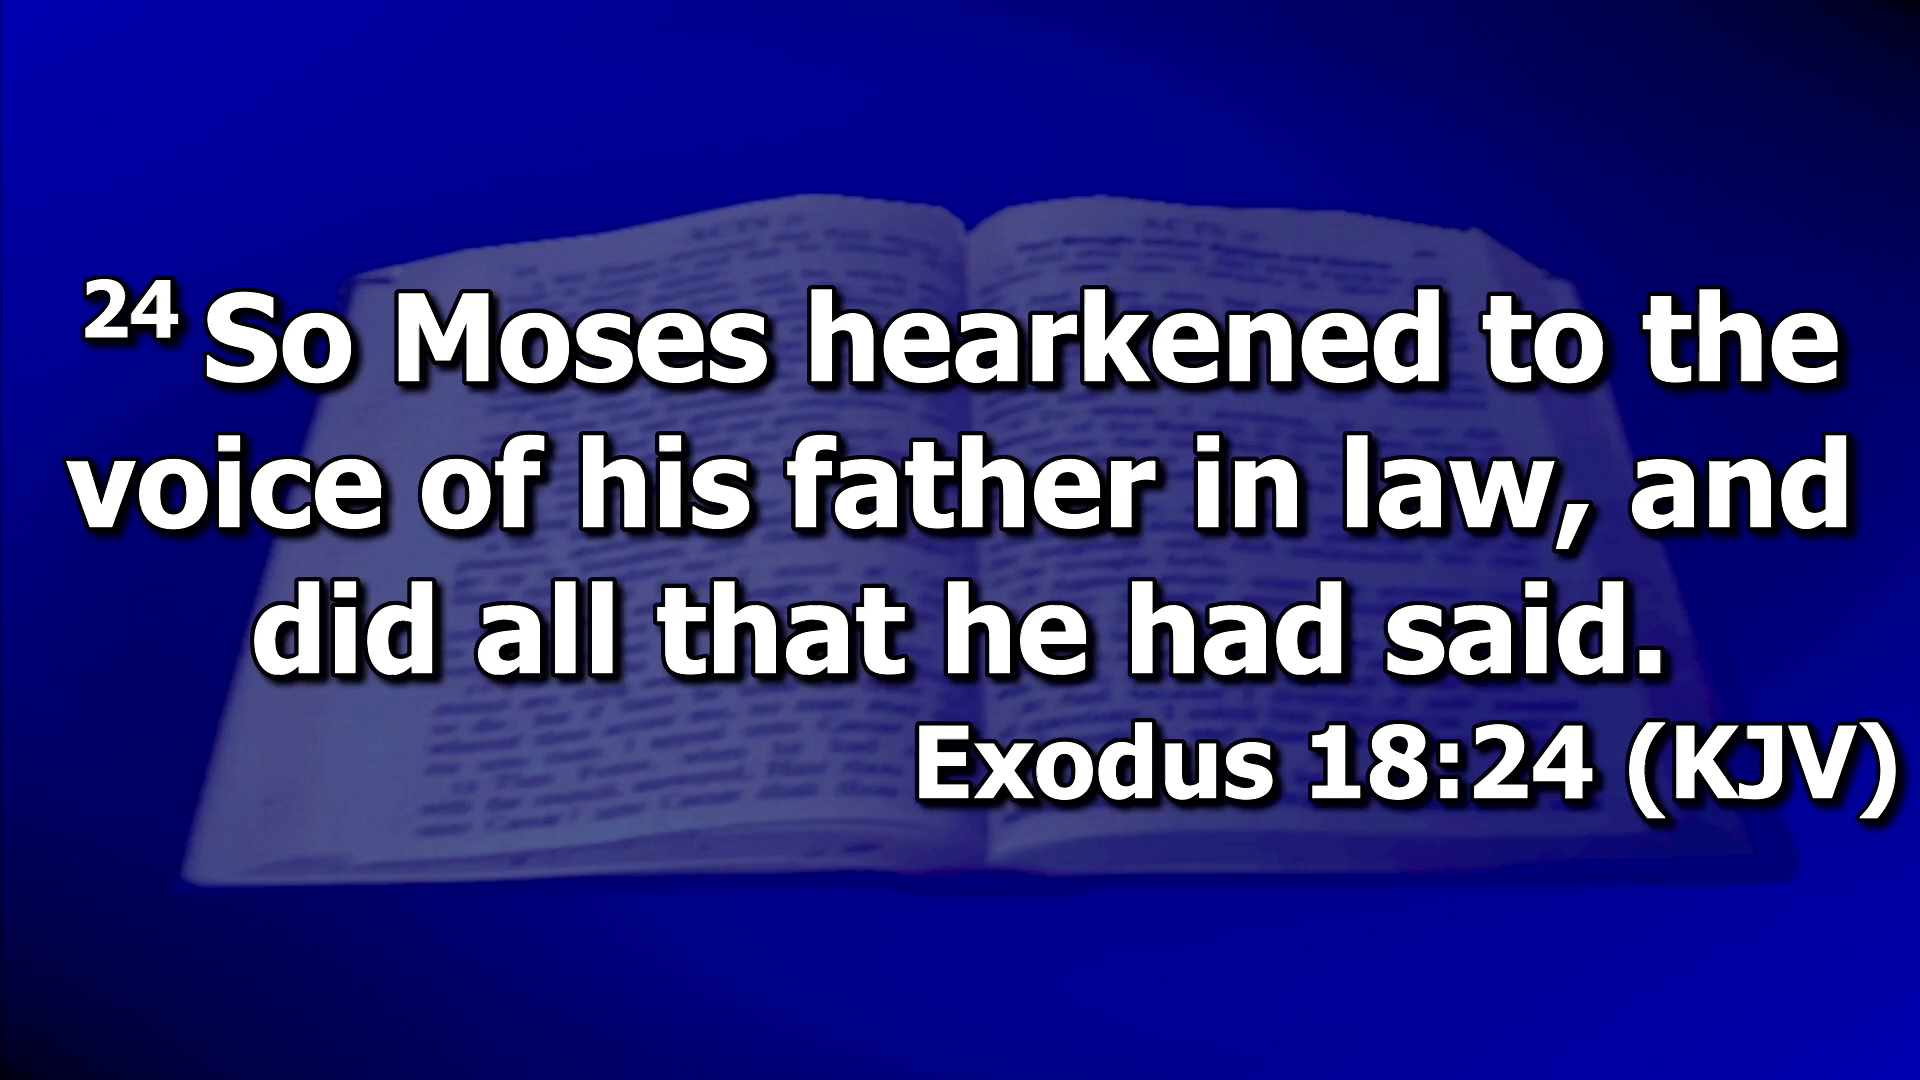 24 So Moses hearkened to the
voice of his father in law, and
did all that he had said.
Exodus 18:24 (KJV)